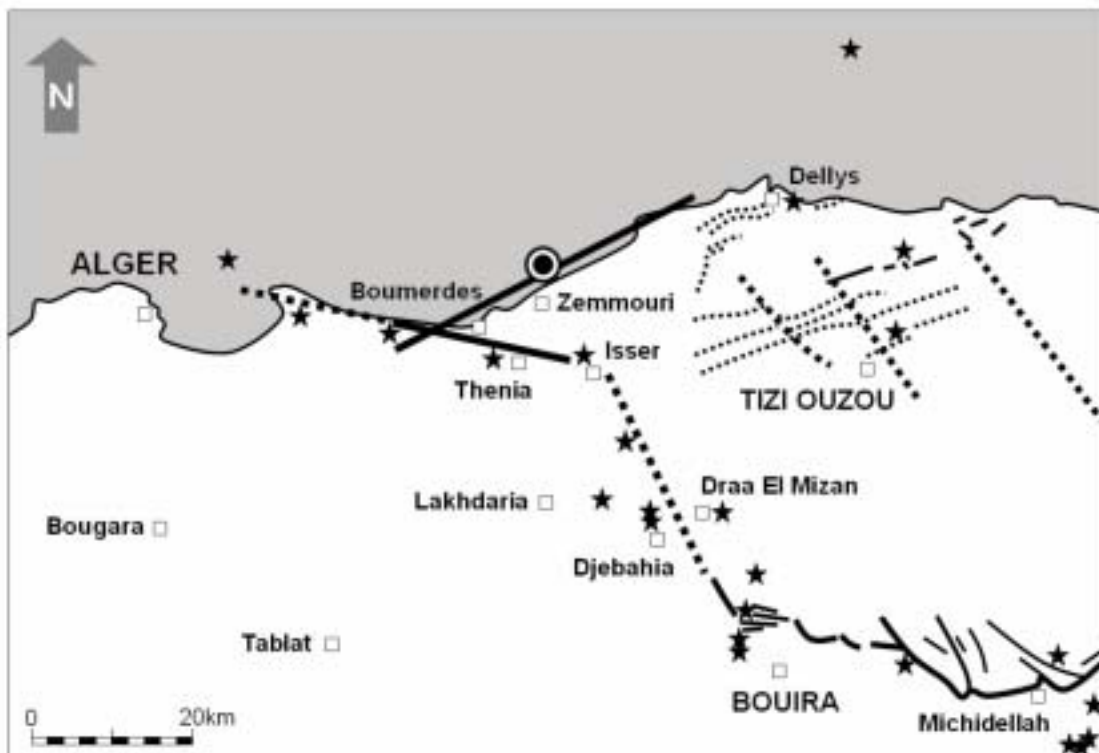 N
Dellys
ALGER
Boumerdes
Zemmouri
Isser
Thenia
TIZI OUZOU
Lakhdaria
Draa El Mizan
Bougara
Djebahia
Tablat
BOUIRA
Michidellah
0 20km